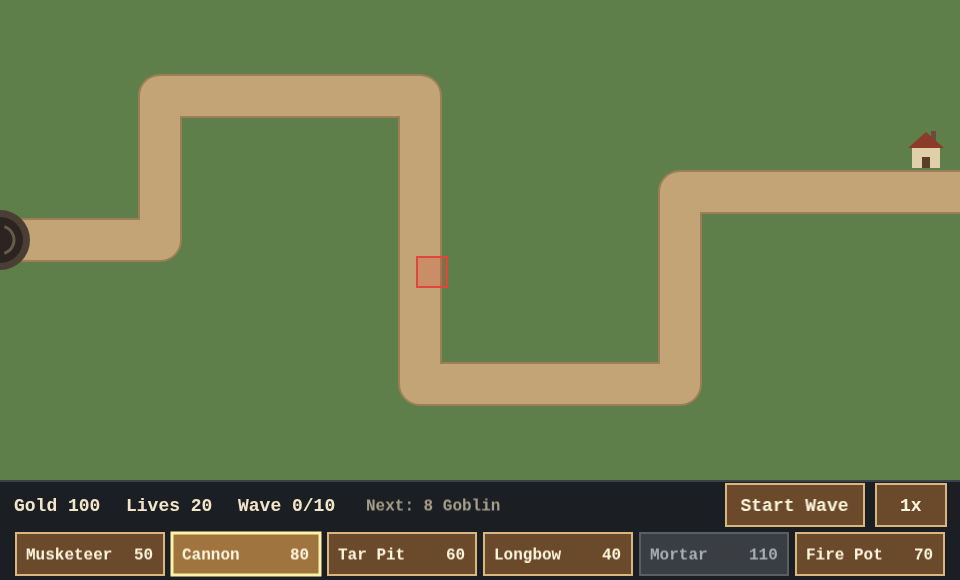 Gold 100 Lives 20 Wave 0/10 Next: 8 Goblin Start Wave 1x
Musketeer 50 Cannon 80 Tar Pit 60 Longbow 40 Mortar 110 Fire Pot 70